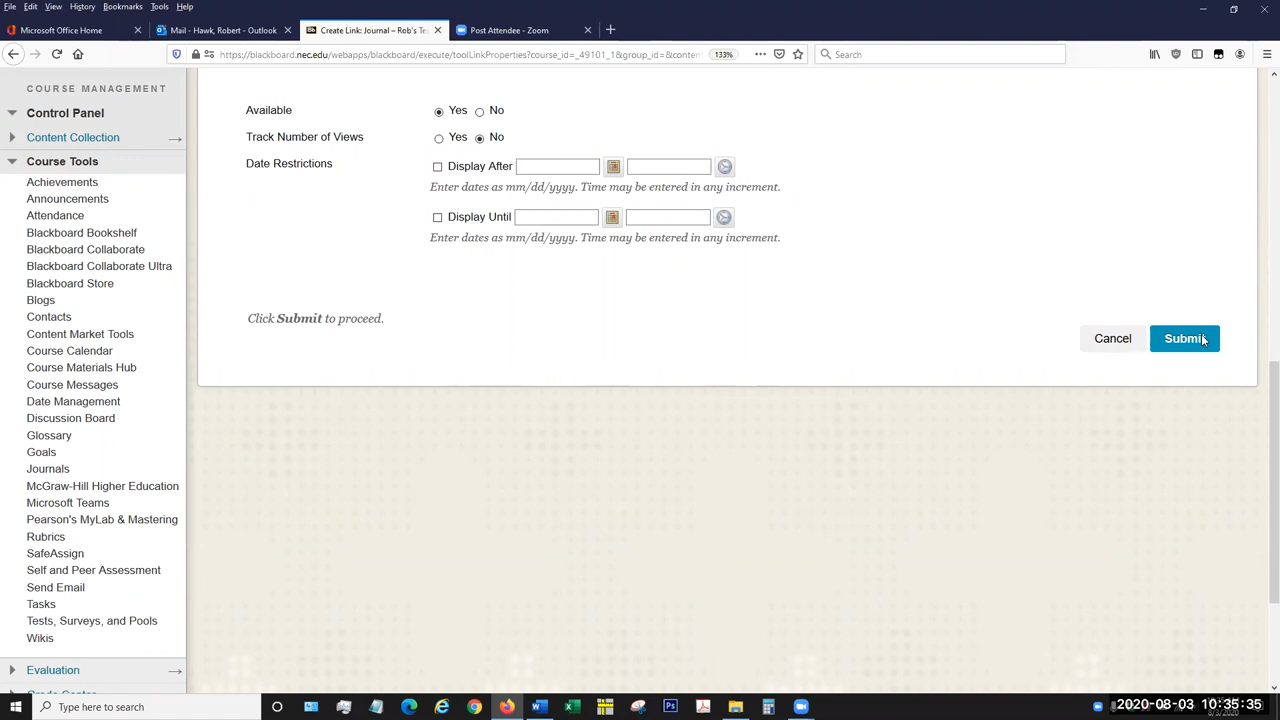 File Edit View History Bookmarks Tools Help
Microsoft Office Home
Mail - Hawk, Robert - Outlook
Bb Create Link: Journal – Rob's Te
Post Attendee - Zoom
https://blackboard.nec.edu/webapps/blackboard/execute/toolLinkProperties?course_id=_49101_1&group_id=&conten
133%
Search
COURSE MANAGEMENT
Control Panel
Content Collection
Course Tools
Achievements
Announcements
Attendance
Blackboard Bookshelf
Blackboard Collaborate
Blackboard Collaborate Ultra
Blackboard Store
Blogs
Contacts
Content Market Tools
Course Calendar
Course Materials Hub
Course Messages
Date Management
Discussion Board
Glossary
Goals
Journals
McGraw-Hill Higher Education
Microsoft Teams
Pearson's MyLab & Mastering
Rubrics
SafeAssign
Self and Peer Assessment
Send Email
Tasks
Tests, Surveys, and Pools
Wikis
Evaluation
Grade Center
Available Yes No
Track Number of Views Yes No
Date Restrictions Display After
Enter dates as mm/dd/yyyy. Time may be entered in any increment.
Display Until
Enter dates as mm/dd/yyyy. Time may be entered in any increment.
Click Submit to proceed.
Cancel Submit
Type here to search
2020-08-03 10:38:35